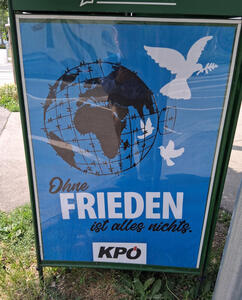 Ohne
FRIEDEN
ist alles nichts.
KPÖ